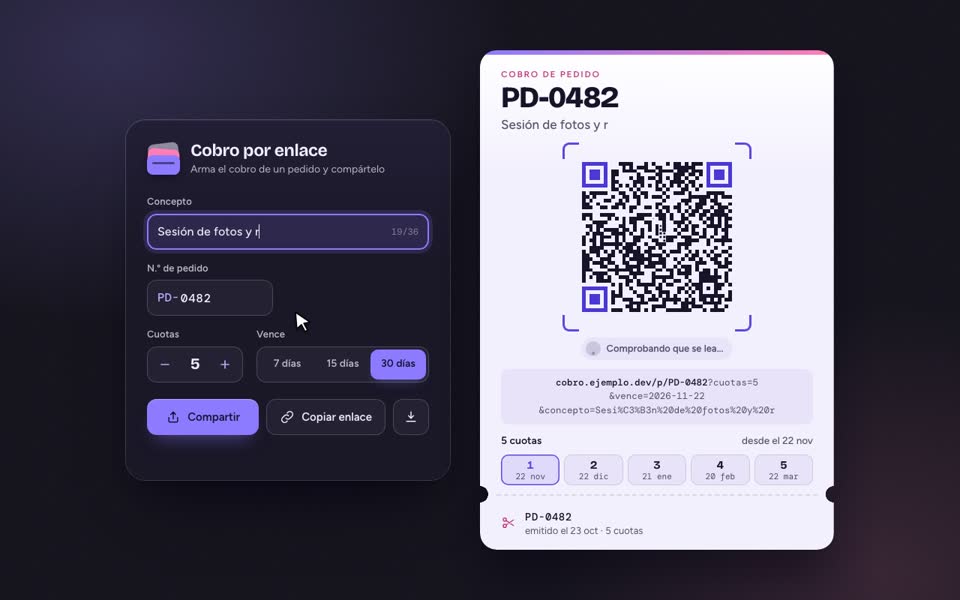 Cobro por enlace
Arma el cobro de un pedido y compártelo
Concepto
Sesión de fotos y r
19/36
N.º de pedido
PD-0482
Cuotas
Vence
− 5 +
7 días 15 días 30 días
Compartir
Copiar enlace
COBRO DE PEDIDO
PD-0482
Sesión de fotos y r
Comprobando que se lea…
cobro.ejemplo.dev/p/PD-0482?cuotas=5
&vence=2026-11-22
&concepto=Sesi%C3%B3n%20de%20fotos%20y%20r
5 cuotas
desde el 22 nov
1 2 3 4 5
22 nov 22 dic 21 ene 20 feb 22 mar
PD-0482
emitido el 23 oct · 5 cuotas